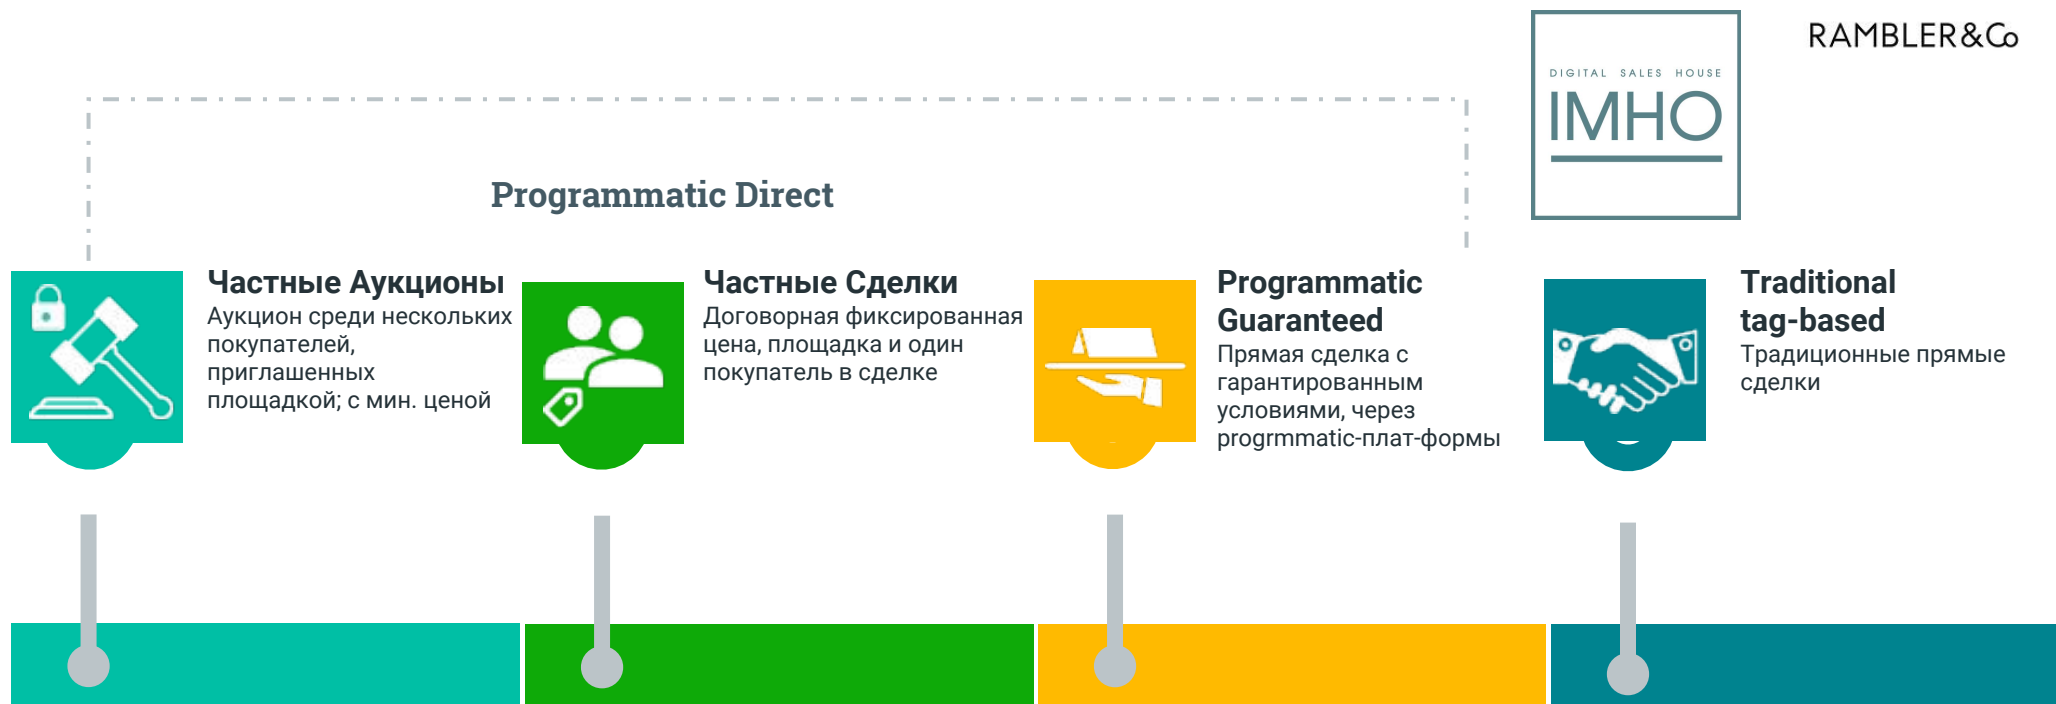 RAMBLER&Co
DIGITAL SALES HOUSE
IMHO
Programmatic Direct
Частные Аукционы
Аукцион среди нескольких
покупателей,
приглашенных
площадкой; с мин. ценой
Частные Сделки
Договорная фиксированная
цена, площадка и один
покупатель в сделке
Programmatic
Guaranteed
Прямая сделка с
гарантированным
условиями, через
progrmmatic-плат-формы
Traditional
tag-based
Традиционные прямые
сделки